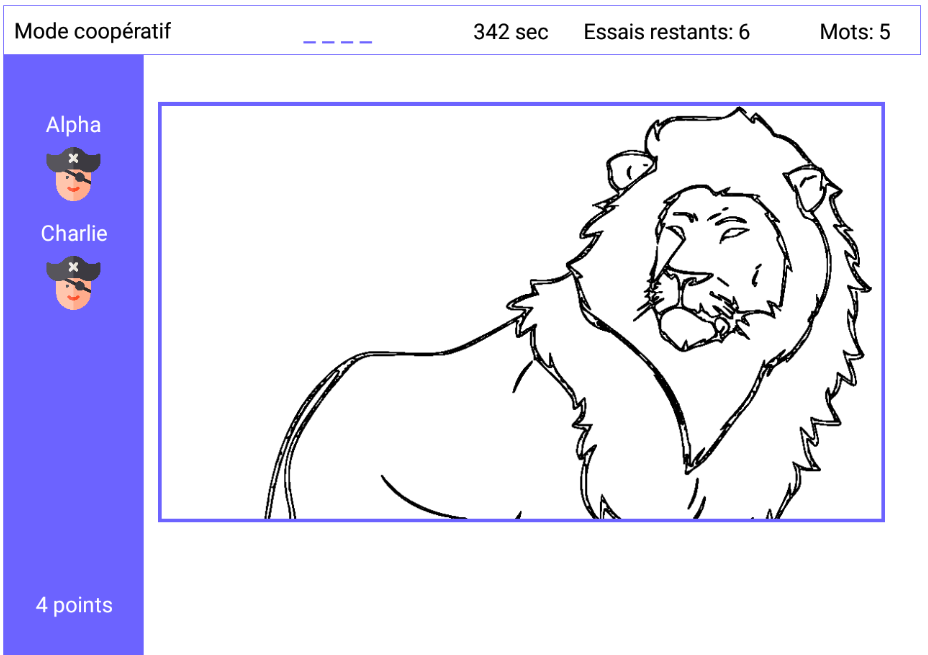 Mode coopératif _ _ _ _ 342 sec Essais restants: 6 Mots: 5
Alpha
Charlie
4 points